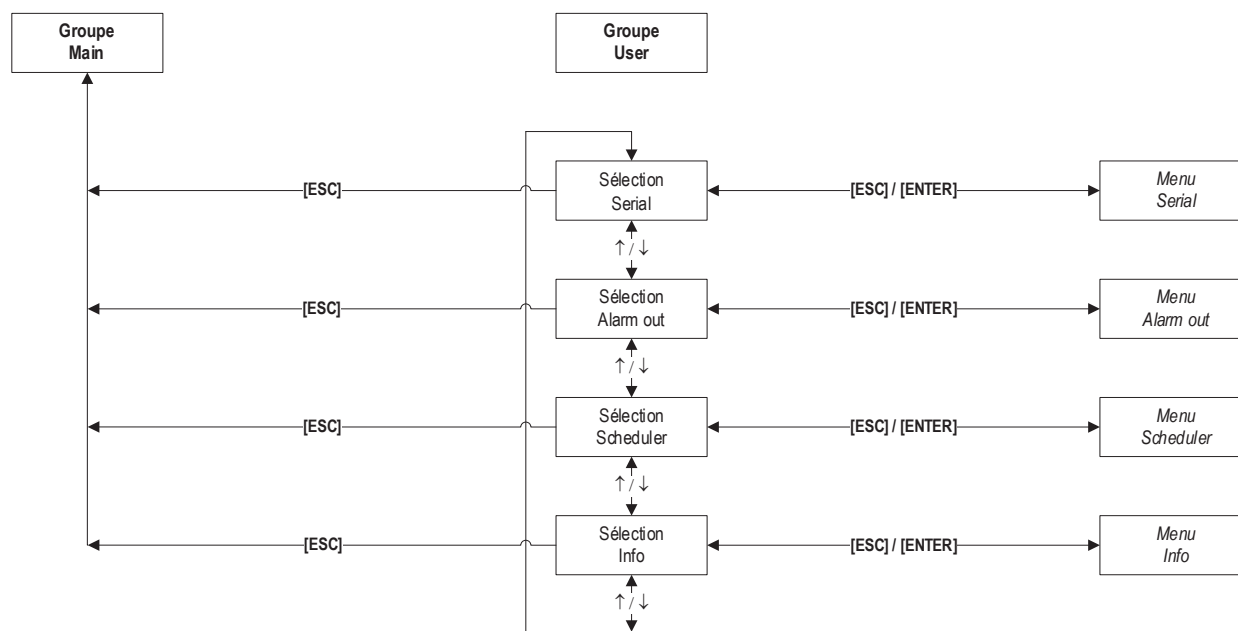 Groupe
Main
Groupe
User
[ESC]
Sélection
Serial
[ESC] / [ENTER]
Menu
Serial
↑ / ↓
[ESC]
Sélection
Alarm out
[ESC] / [ENTER]
Menu
Alarm out
↑ / ↓
[ESC]
Sélection
Scheduler
[ESC] / [ENTER]
Menu
Scheduler
↑ / ↓
[ESC]
Sélection
Info
[ESC] / [ENTER]
Menu
Info
↑ / ↓